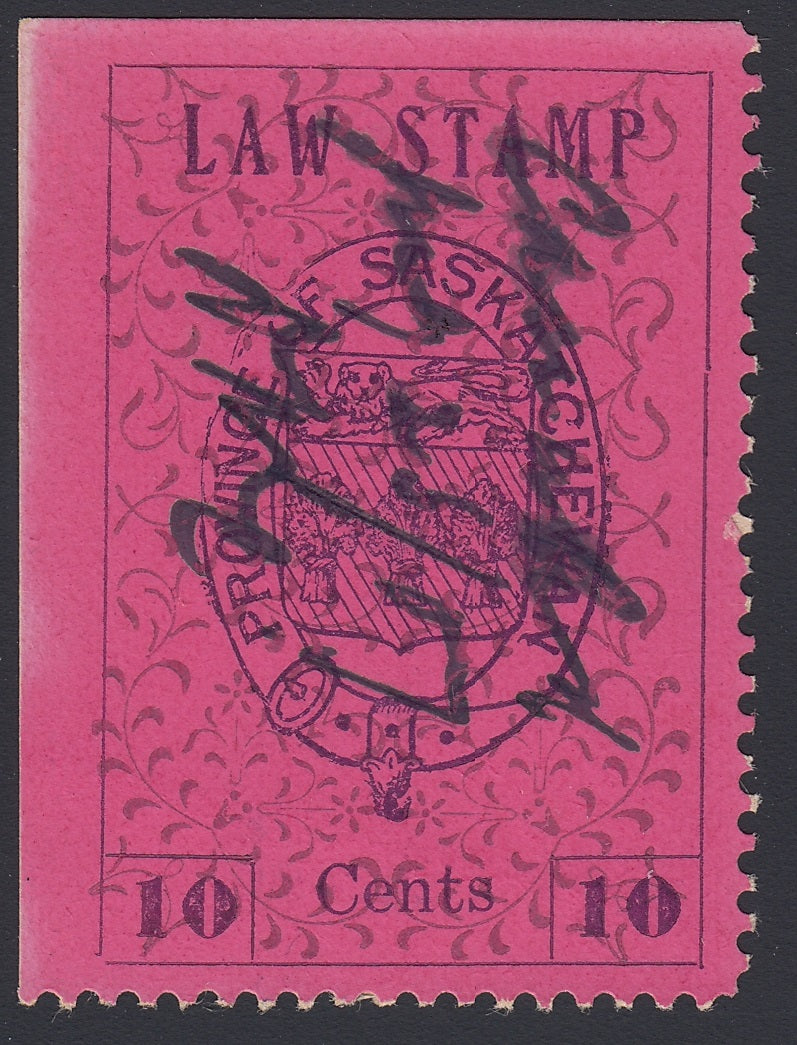 LAW STAMP
PROVINCE OF SASKATCHEWAN
10 Cents 10